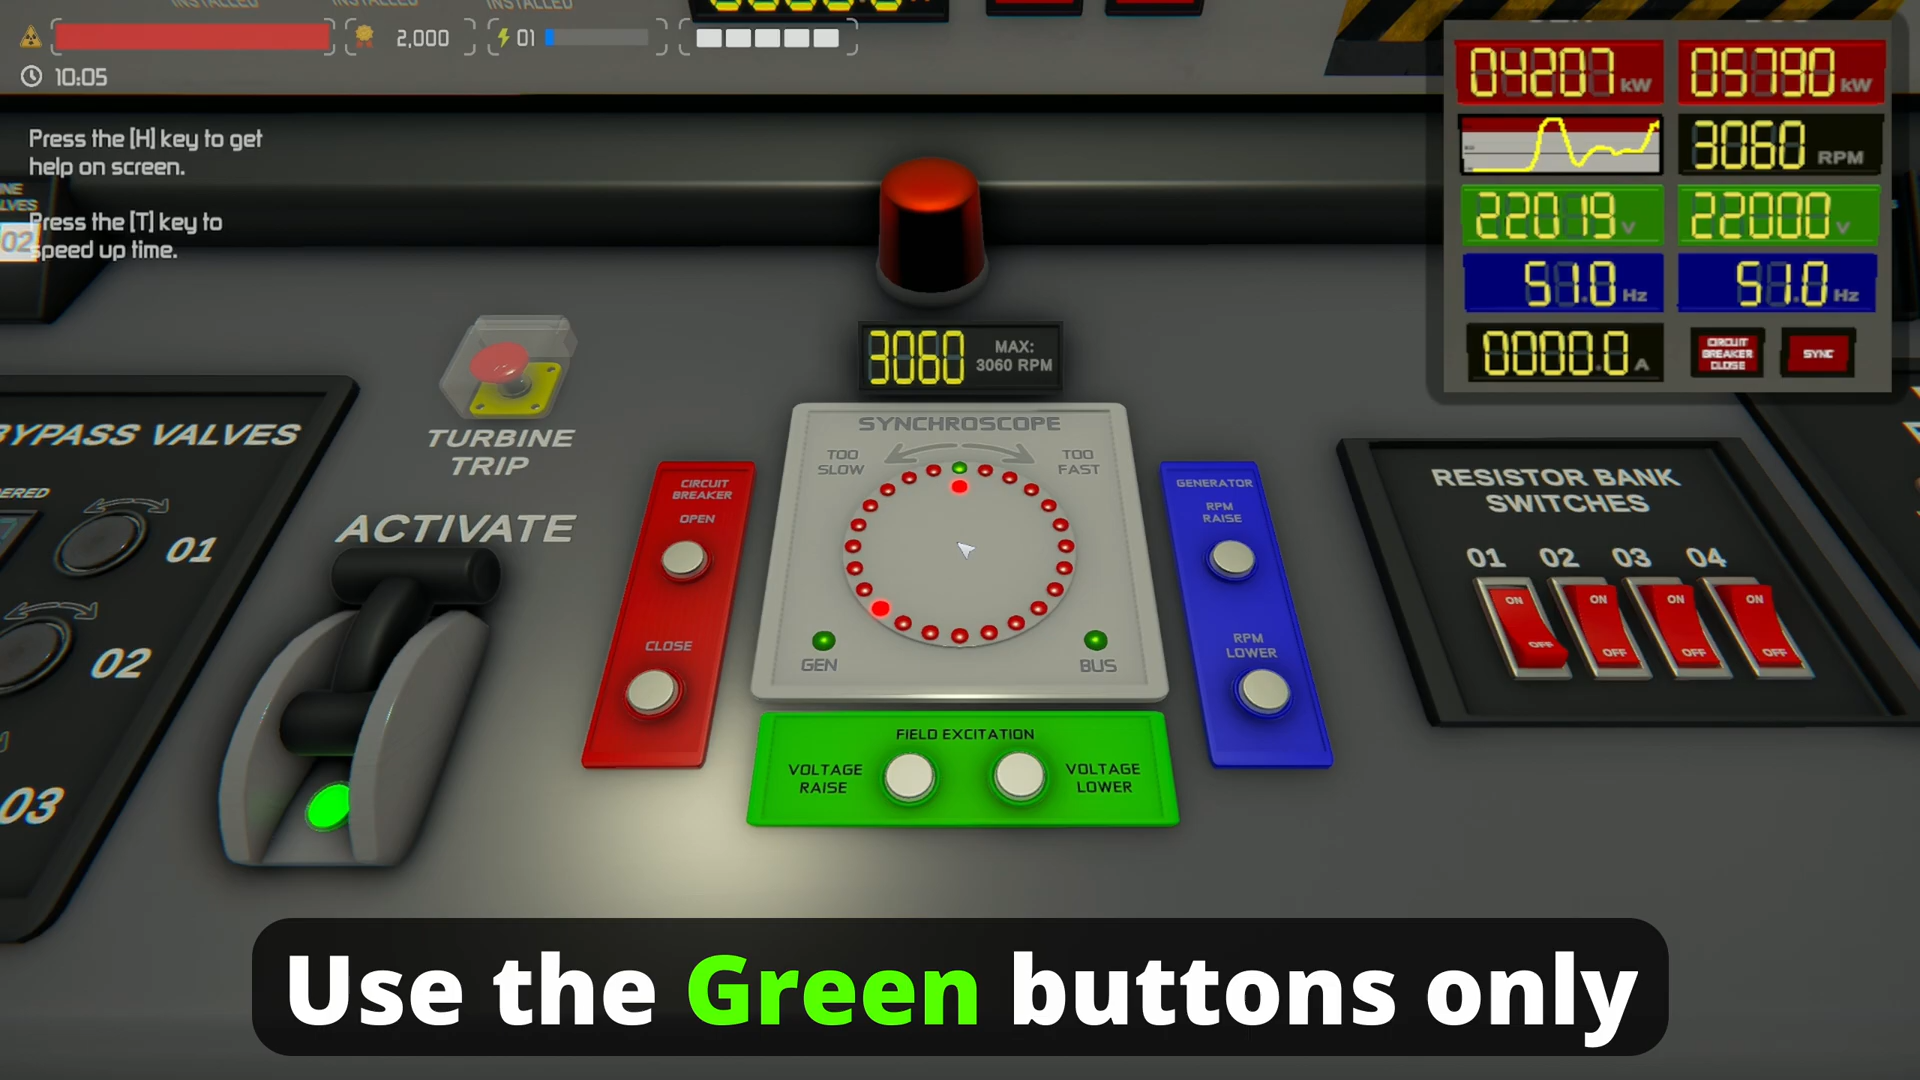 INSTALLED
INSTALLED
INSTALLED
2,000
01
10:05
Press the [H] key to get
help on screen.
Press the [T] key to
speed up time.
02
04207 kW
05790 kW
3060 RPM
22019 V
22000 V
51.0 Hz
51.0 Hz
0000.0 A
CIRCUIT
BREAKER
CLOSE
SYNC
3060
MAX:
3060 RPM
TURBINE
TRIP
BYPASS VALVES
01
02
03
ACTIVATE
CIRCUIT
BREAKER
OPEN
CLOSE
SYNCHROSCOPE
TOO
SLOW
TOO
FAST
GEN
BUS
GENERATOR
RPM
RAISE
RPM
LOWER
FIELD EXCITATION
VOLTAGE
RAISE
VOLTAGE
LOWER
RESISTOR BANK
SWITCHES
01 02 03 04
ON ON ON ON
OFF OFF OFF OFF
Use the Green buttons only